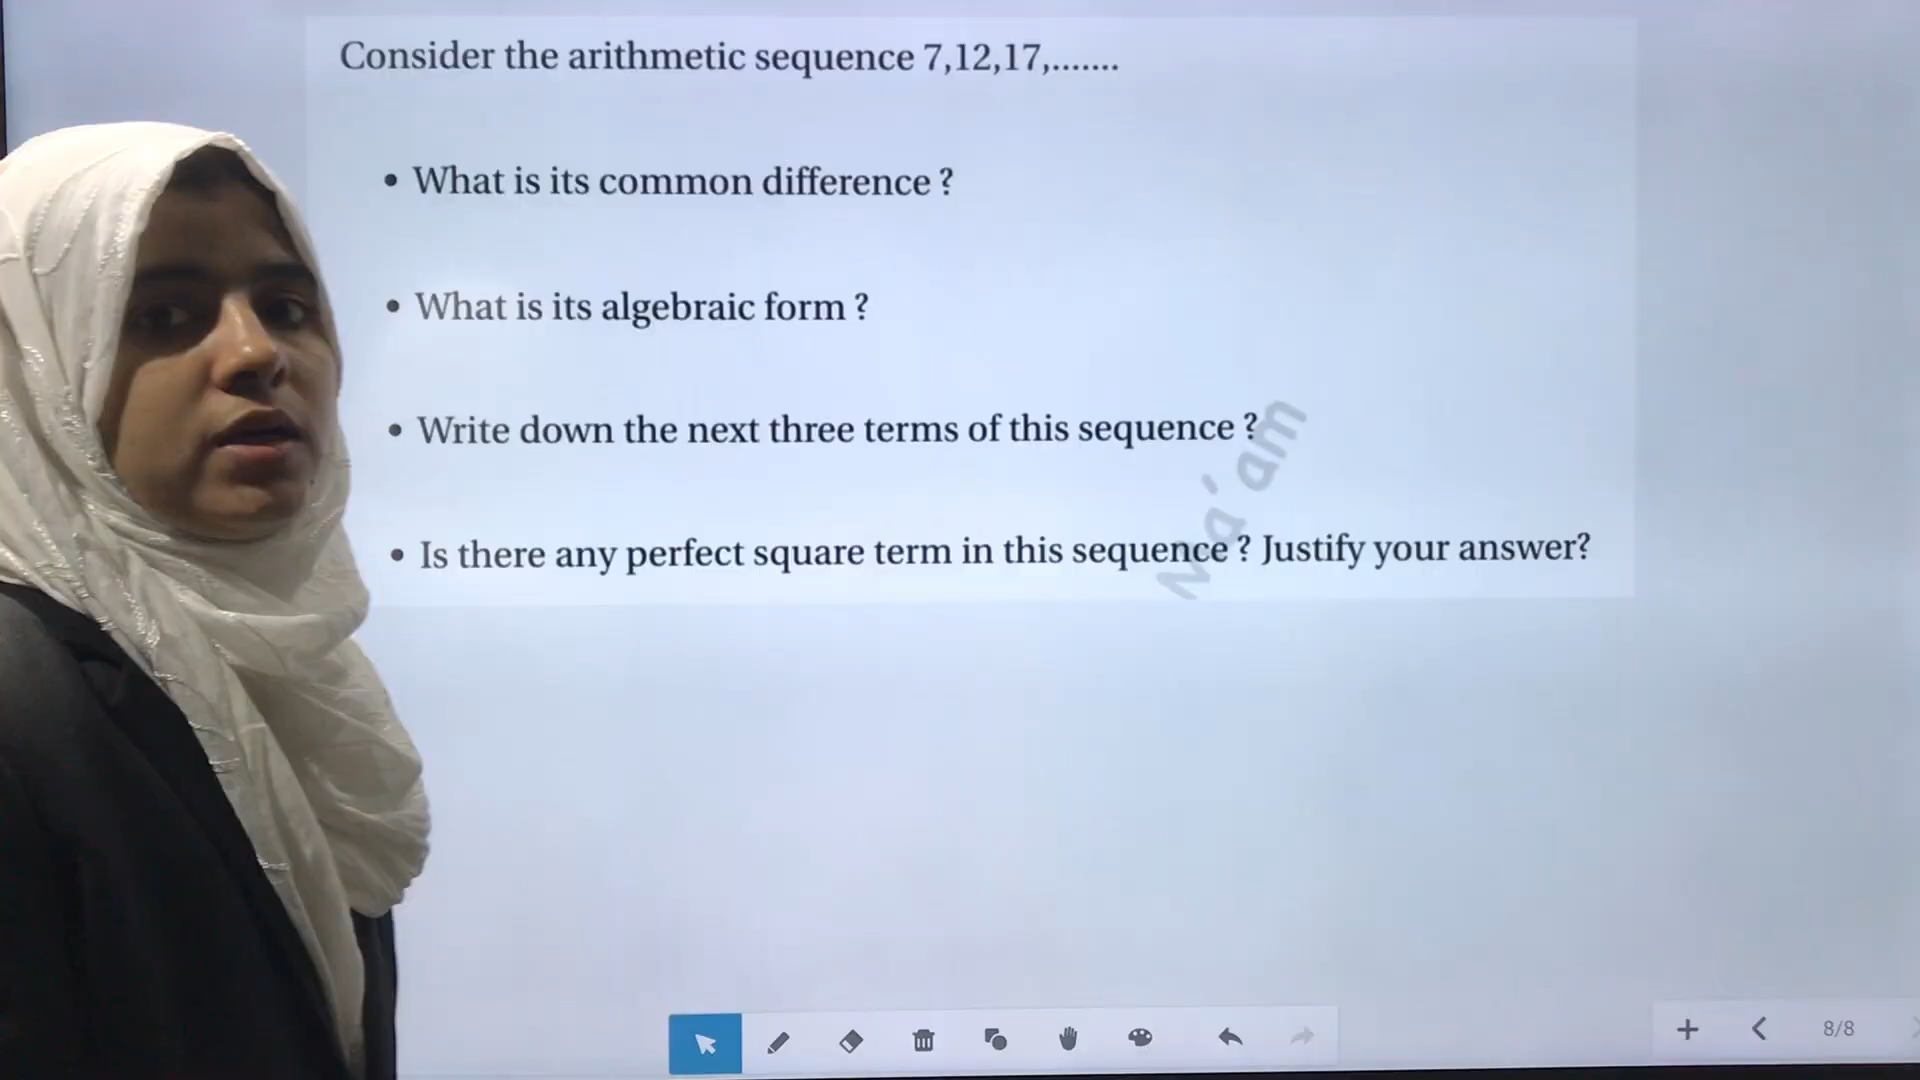 Consider the arithmetic sequence 7,12,17,.......
• What is its common difference ?
• What is its algebraic form ?
• Write down the next three terms of this sequence ?
• Is there any perfect square term in this sequence ? Justify your answer?
Ma'am
8/8